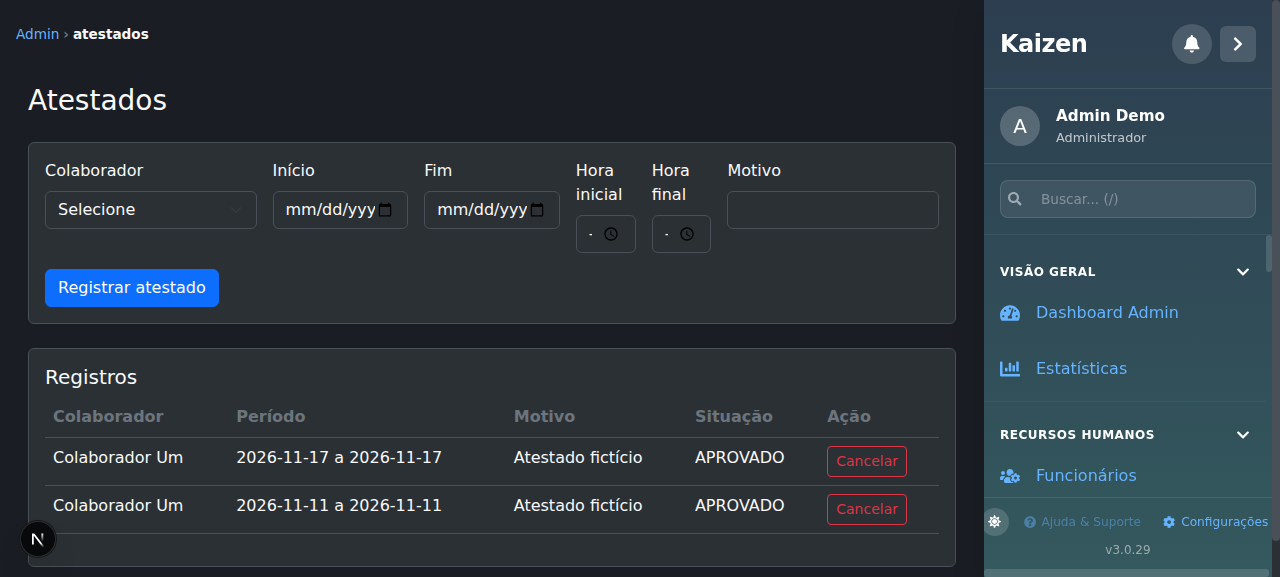 Admin › atestados
Atestados
Colaborador
Início
Fim
Hora inicial
Hora final
Motivo
Selecione
mm/dd/yyy
mm/dd/yyy
-
-
Registrar atestado
Registros
Colaborador Período Motivo Situação Ação
Colaborador Um 2026-11-17 a 2026-11-17 Atestado fictício APROVADO Cancelar
Colaborador Um 2026-11-11 a 2026-11-11 Atestado fictício APROVADO Cancelar
N
Kaizen
A
Admin Demo
Administrador
Buscar... (/)
VISÃO GERAL
Dashboard Admin
Estatísticas
RECURSOS HUMANOS
Funcionários
Ajuda & Suporte Configurações
v3.0.29